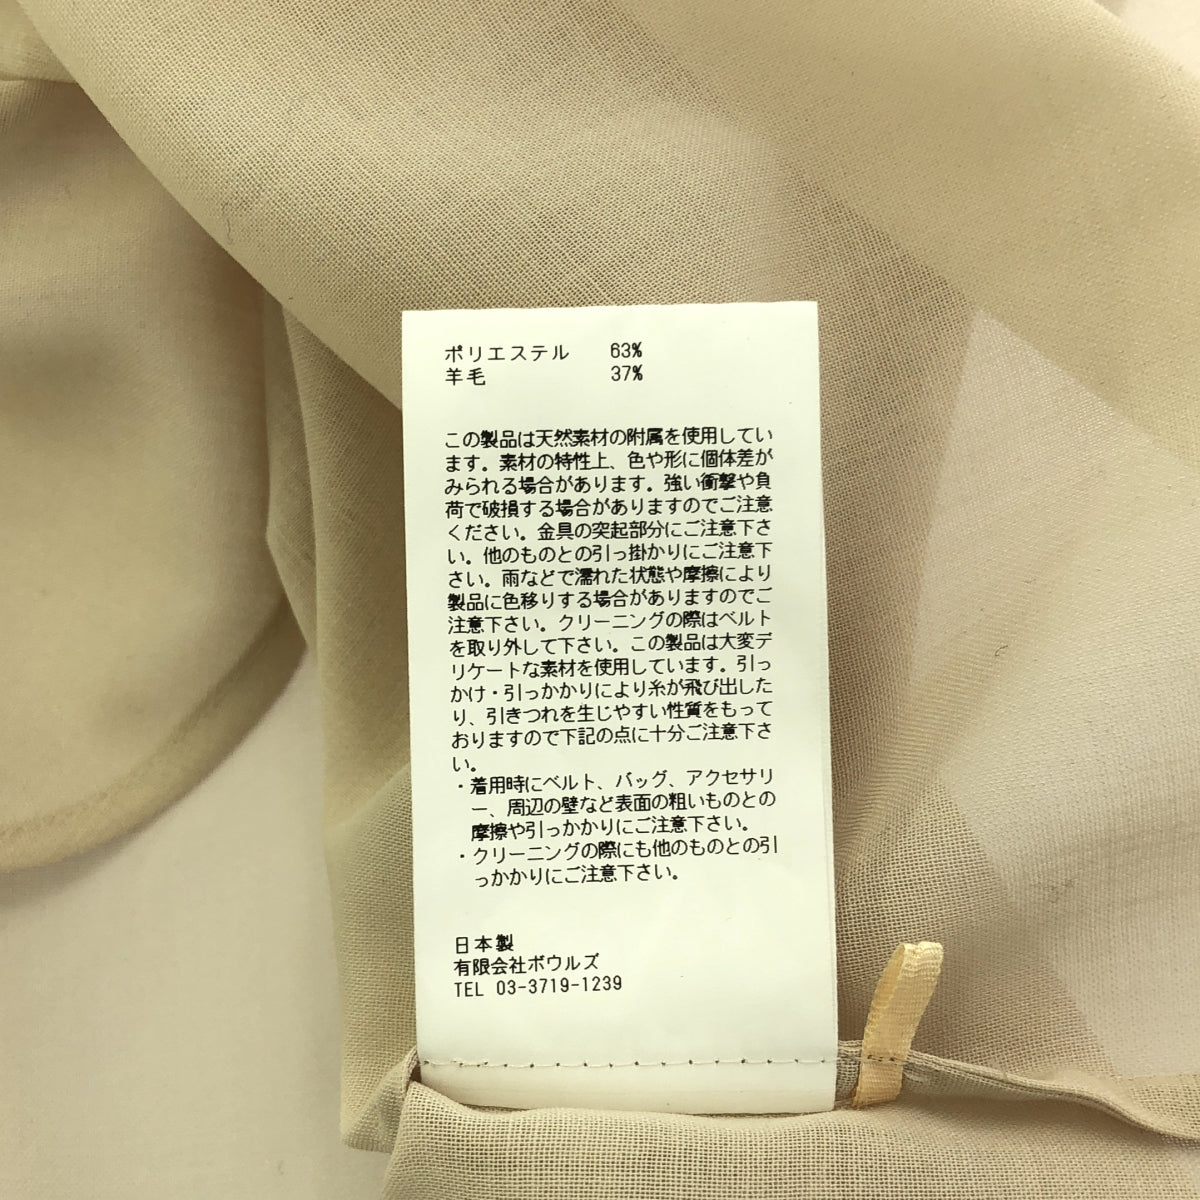 ポリエステル 63%
羊毛 37%
この製品は天然素材の附属を使用してい
ます。素材の特性上、色や形に個体差が
みられる場合があります。強い衝撃や負
荷で破損する場合がありますのでご注意
ください。金具の突起部分にご注意下さ
い。他のものとの引っ掛かりにご注意下
さい。雨などで濡れた状態や摩擦により
製品に色移りする場合がありますのでご
注意下さい。クリーニングの際はベルト
を取り外して下さい。この製品は大変デ
リケートな素材を使用しています。引っ
かけ・引っかかりにより糸が飛び出した
り、引きつれを生じやすい性質をもって
おりますので下記の点に十分ご注意下さ
い。
・着用時にベルト、バッグ、アクセサリ
ー、周辺の壁など表面の粗いものとの
摩擦や引っかかりにご注意下さい。
・クリーニングの際にも他のものとの引
っかかりにご注意下さい。
日本製
有限会社ボウルズ
TEL 03-3719-1239